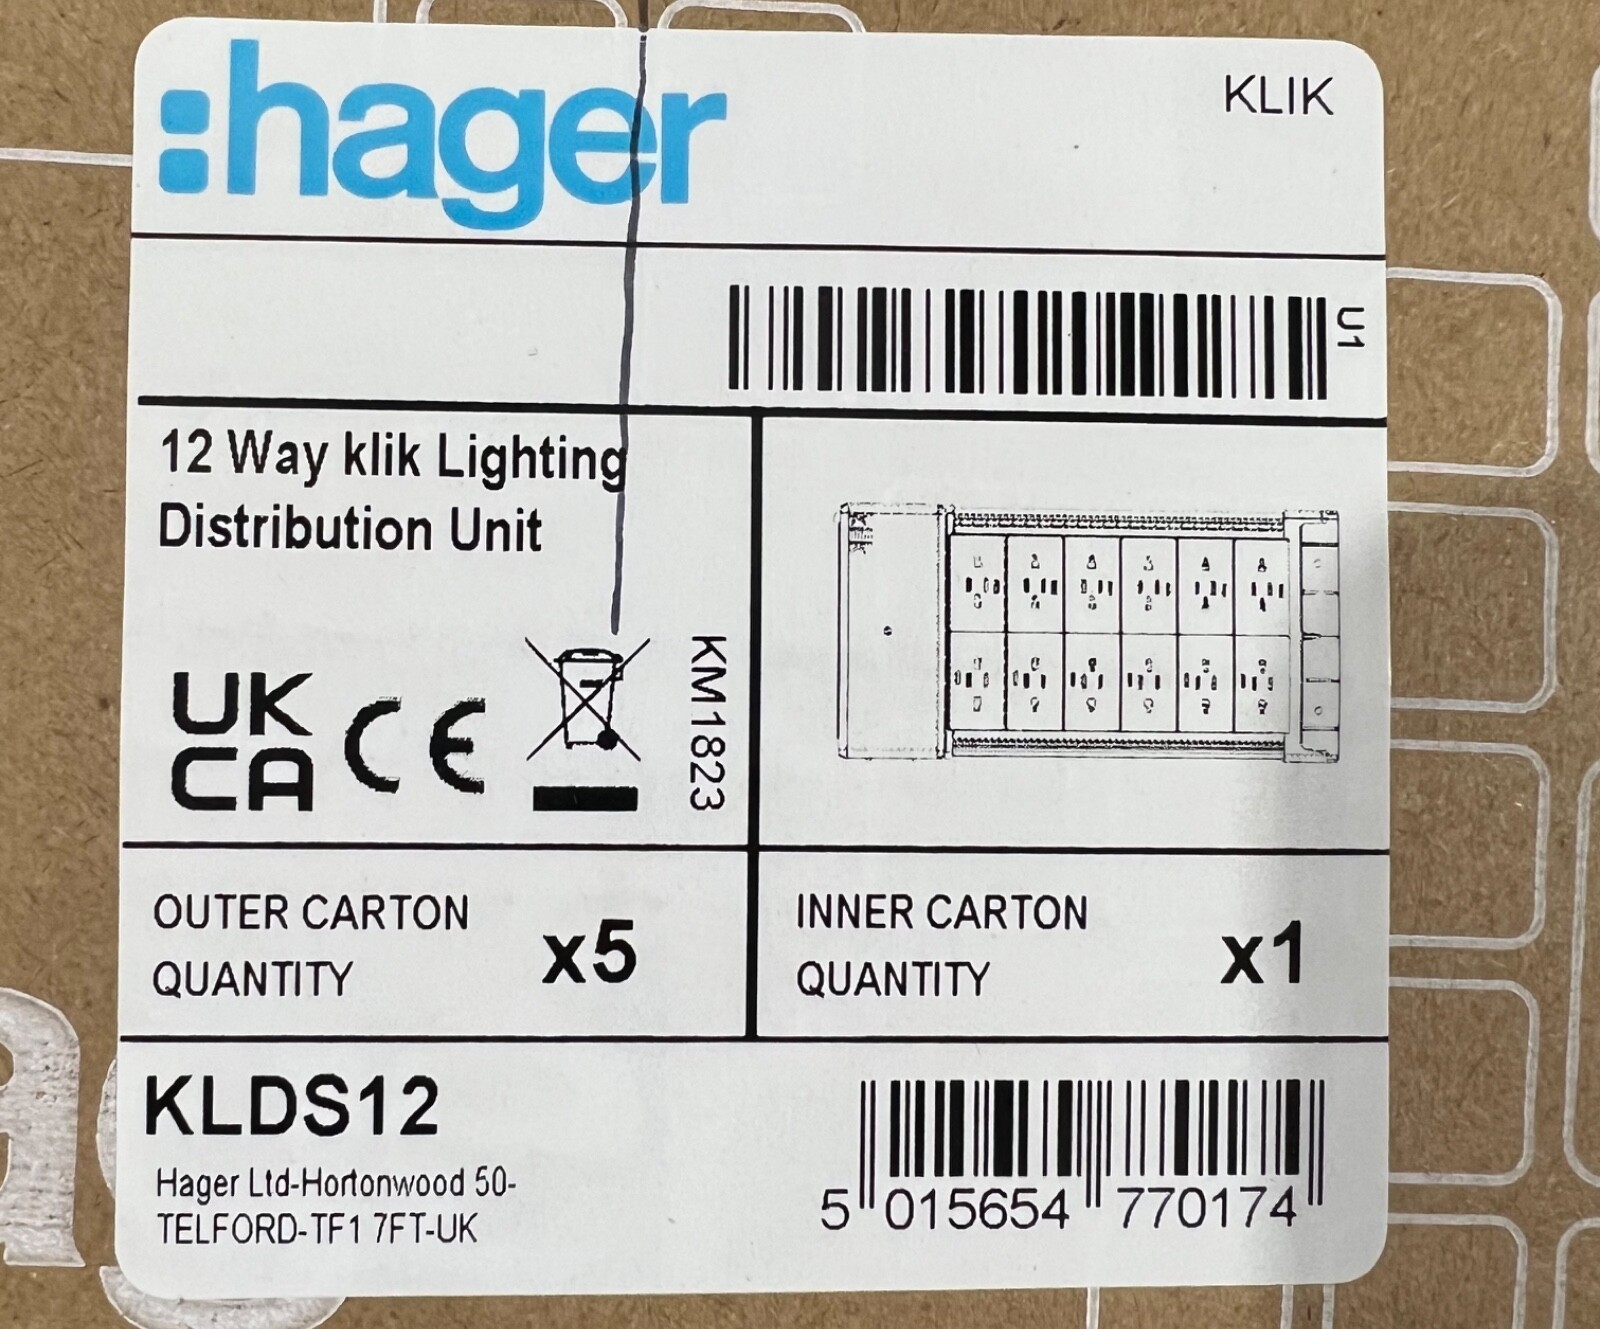 hager
KLIK
U1
12 Way klik Lighting
Distribution Unit
UK
CA
CE
KM1823
OUTER CARTON
QUANTITY
x5
INNER CARTON
QUANTITY
x1
KLDS12
Hager Ltd-Hortonwood 50-
TELFORD-TF1 7FT-UK
5 015654 770174